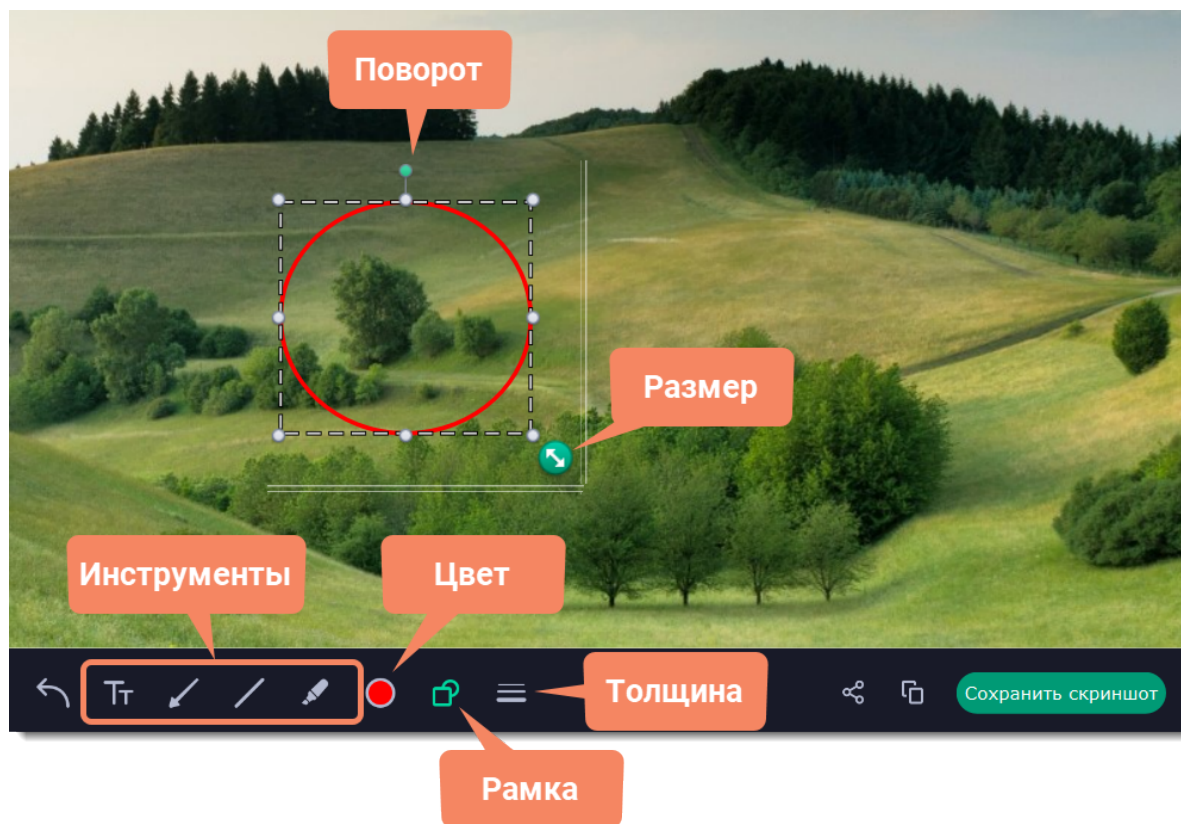 Поворот
Размер
Инструменты
Цвет
Тт
Толщина
Сохранить скриншот
Рамка